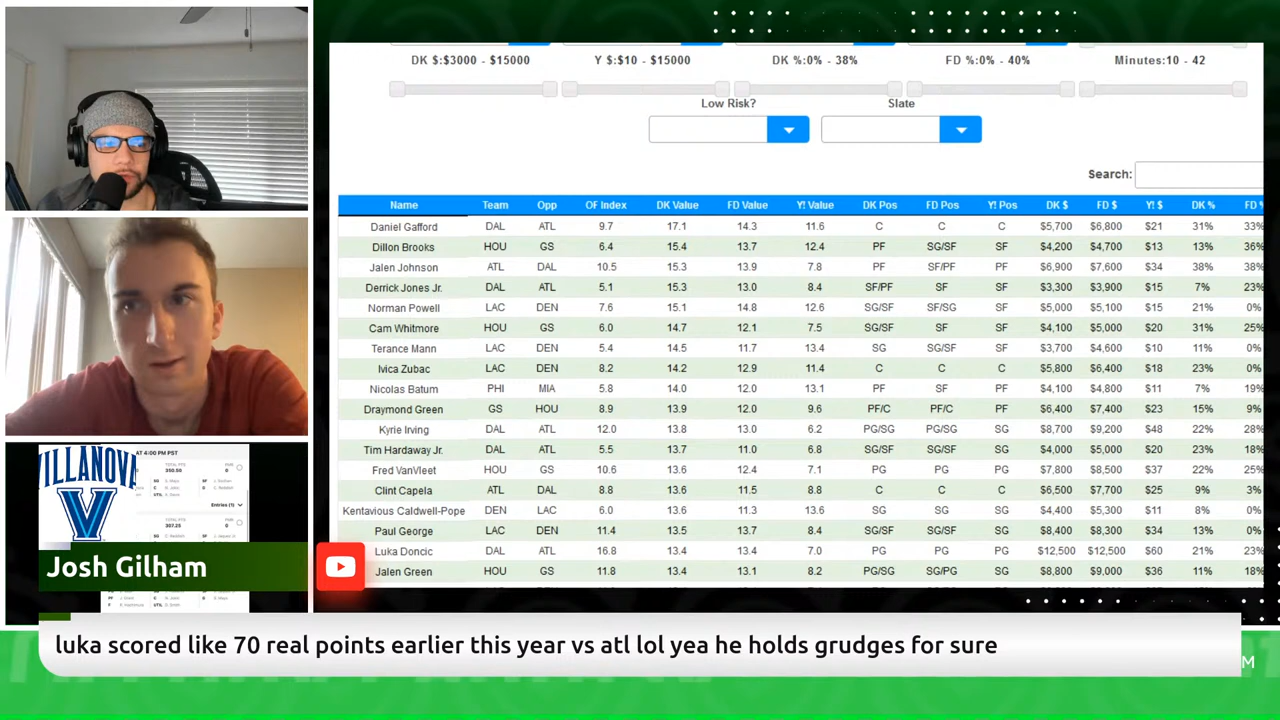 DK $:$3000 - $15000 Y $:$10 - $15000 DK %:0% - 38% FD %:0% - 40% Minutes:10 - 42
Low Risk? Slate
Search:
Name Team Opp OF Index DK Value FD Value Y! Value DK Pos FD Pos Y! Pos DK $ FD $ Y! $ DK % FD %
Daniel Gafford DAL ATL 9.7 17.1 14.3 11.6 C C C $5,700 $6,800 $21 31% 33%
Dillon Brooks HOU GS 6.4 15.4 13.7 12.4 PF SG/SF SF $4,200 $4,700 $13 13% 36%
Jalen Johnson ATL DAL 10.5 15.3 13.9 7.8 PF SF/PF PF $6,900 $7,600 $34 38% 38%
Derrick Jones Jr. DAL ATL 5.1 15.3 13.0 8.4 SF/PF SF SF $3,300 $3,900 $15 7% 23%
Norman Powell LAC DEN 7.6 15.1 14.8 12.6 SG/SF SF/SG SF $5,000 $5,100 $15 21% 0%
Cam Whitmore HOU GS 6.0 14.7 12.1 7.5 SG/SF SF SF $4,100 $5,000 $20 31% 25%
Terance Mann LAC DEN 5.4 14.5 11.7 13.4 SG SG/SF SF $3,700 $4,600 $10 11% 0%
Ivica Zubac LAC DEN 8.2 14.2 12.9 11.4 C C C $5,800 $6,400 $18 23% 0%
Nicolas Batum PHI MIA 5.8 14.0 12.0 13.1 PF SF PF $4,100 $4,800 $11 7% 19%
Draymond Green GS HOU 8.9 13.9 12.0 9.6 PF/C PF/C PF $6,400 $7,400 $23 15% 9%
Kyrie Irving DAL ATL 12.0 13.8 13.0 6.2 PG/SG PG/SG PG $8,700 $9,200 $48 22% 28%
Tim Hardaway Jr. DAL ATL 5.5 13.7 11.0 6.8 SF SG/SF SG $4,500 $5,000 $20 23% 18%
Fred VanVleet HOU GS 10.6 13.6 12.4 7.1 PG PG PG $7,800 $8,500 $37 22% 25%
Clint Capela ATL DAL 8.8 13.6 11.5 8.8 C C C $6,500 $7,700 $25 9% 3%
Kentavious Caldwell-Pope DEN LAC 6.0 13.6 11.3 13.6 SG SG SG $4,400 $5,300 $11 8% 0%
Paul George LAC DEN 11.4 13.5 13.7 8.4 SG/SF SG/SF SF $8,400 $8,300 $34 13% 0%
Luka Doncic DAL ATL 16.8 13.4 13.4 7.0 PG PG PG $12,500 $12,500 $60 21% 23%
Jalen Green HOU GS 11.8 13.4 13.1 8.2 PG/SG SG/PG SG $8,800 $9,000 $36 11% 18%
VILLANOVA
V
AT 4:00 PM PST
350.50
Entries (1)
307.25
Josh Gilham
luka scored like 70 real points earlier this year vs atl lol yea he holds grudges for sure